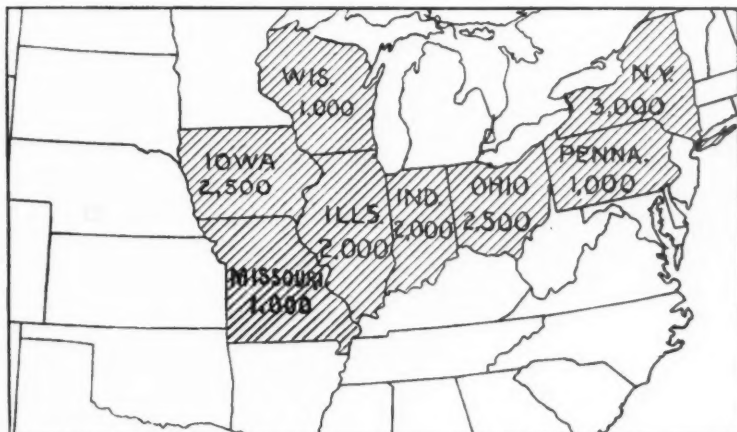 WIS.
1,000
N.Y.
3,000
IOWA
2,500
ILLS.
2,000
IND.
2,000
OHIO
2,500
PENNA.
1,000
MISSOURI
1,000